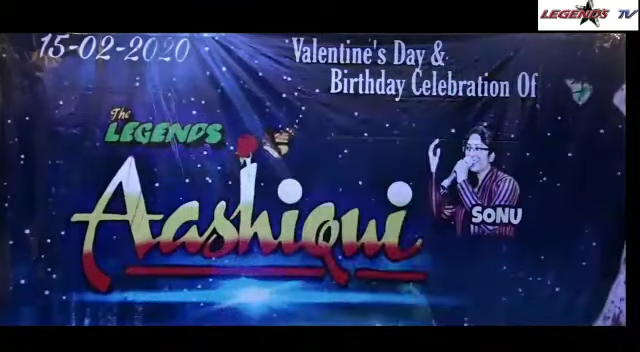 LEGENDS TV
15-02-2020
Valentine's Day &
Birthday Celebration Of
The
LEGENDS
Aashiqui
SONU